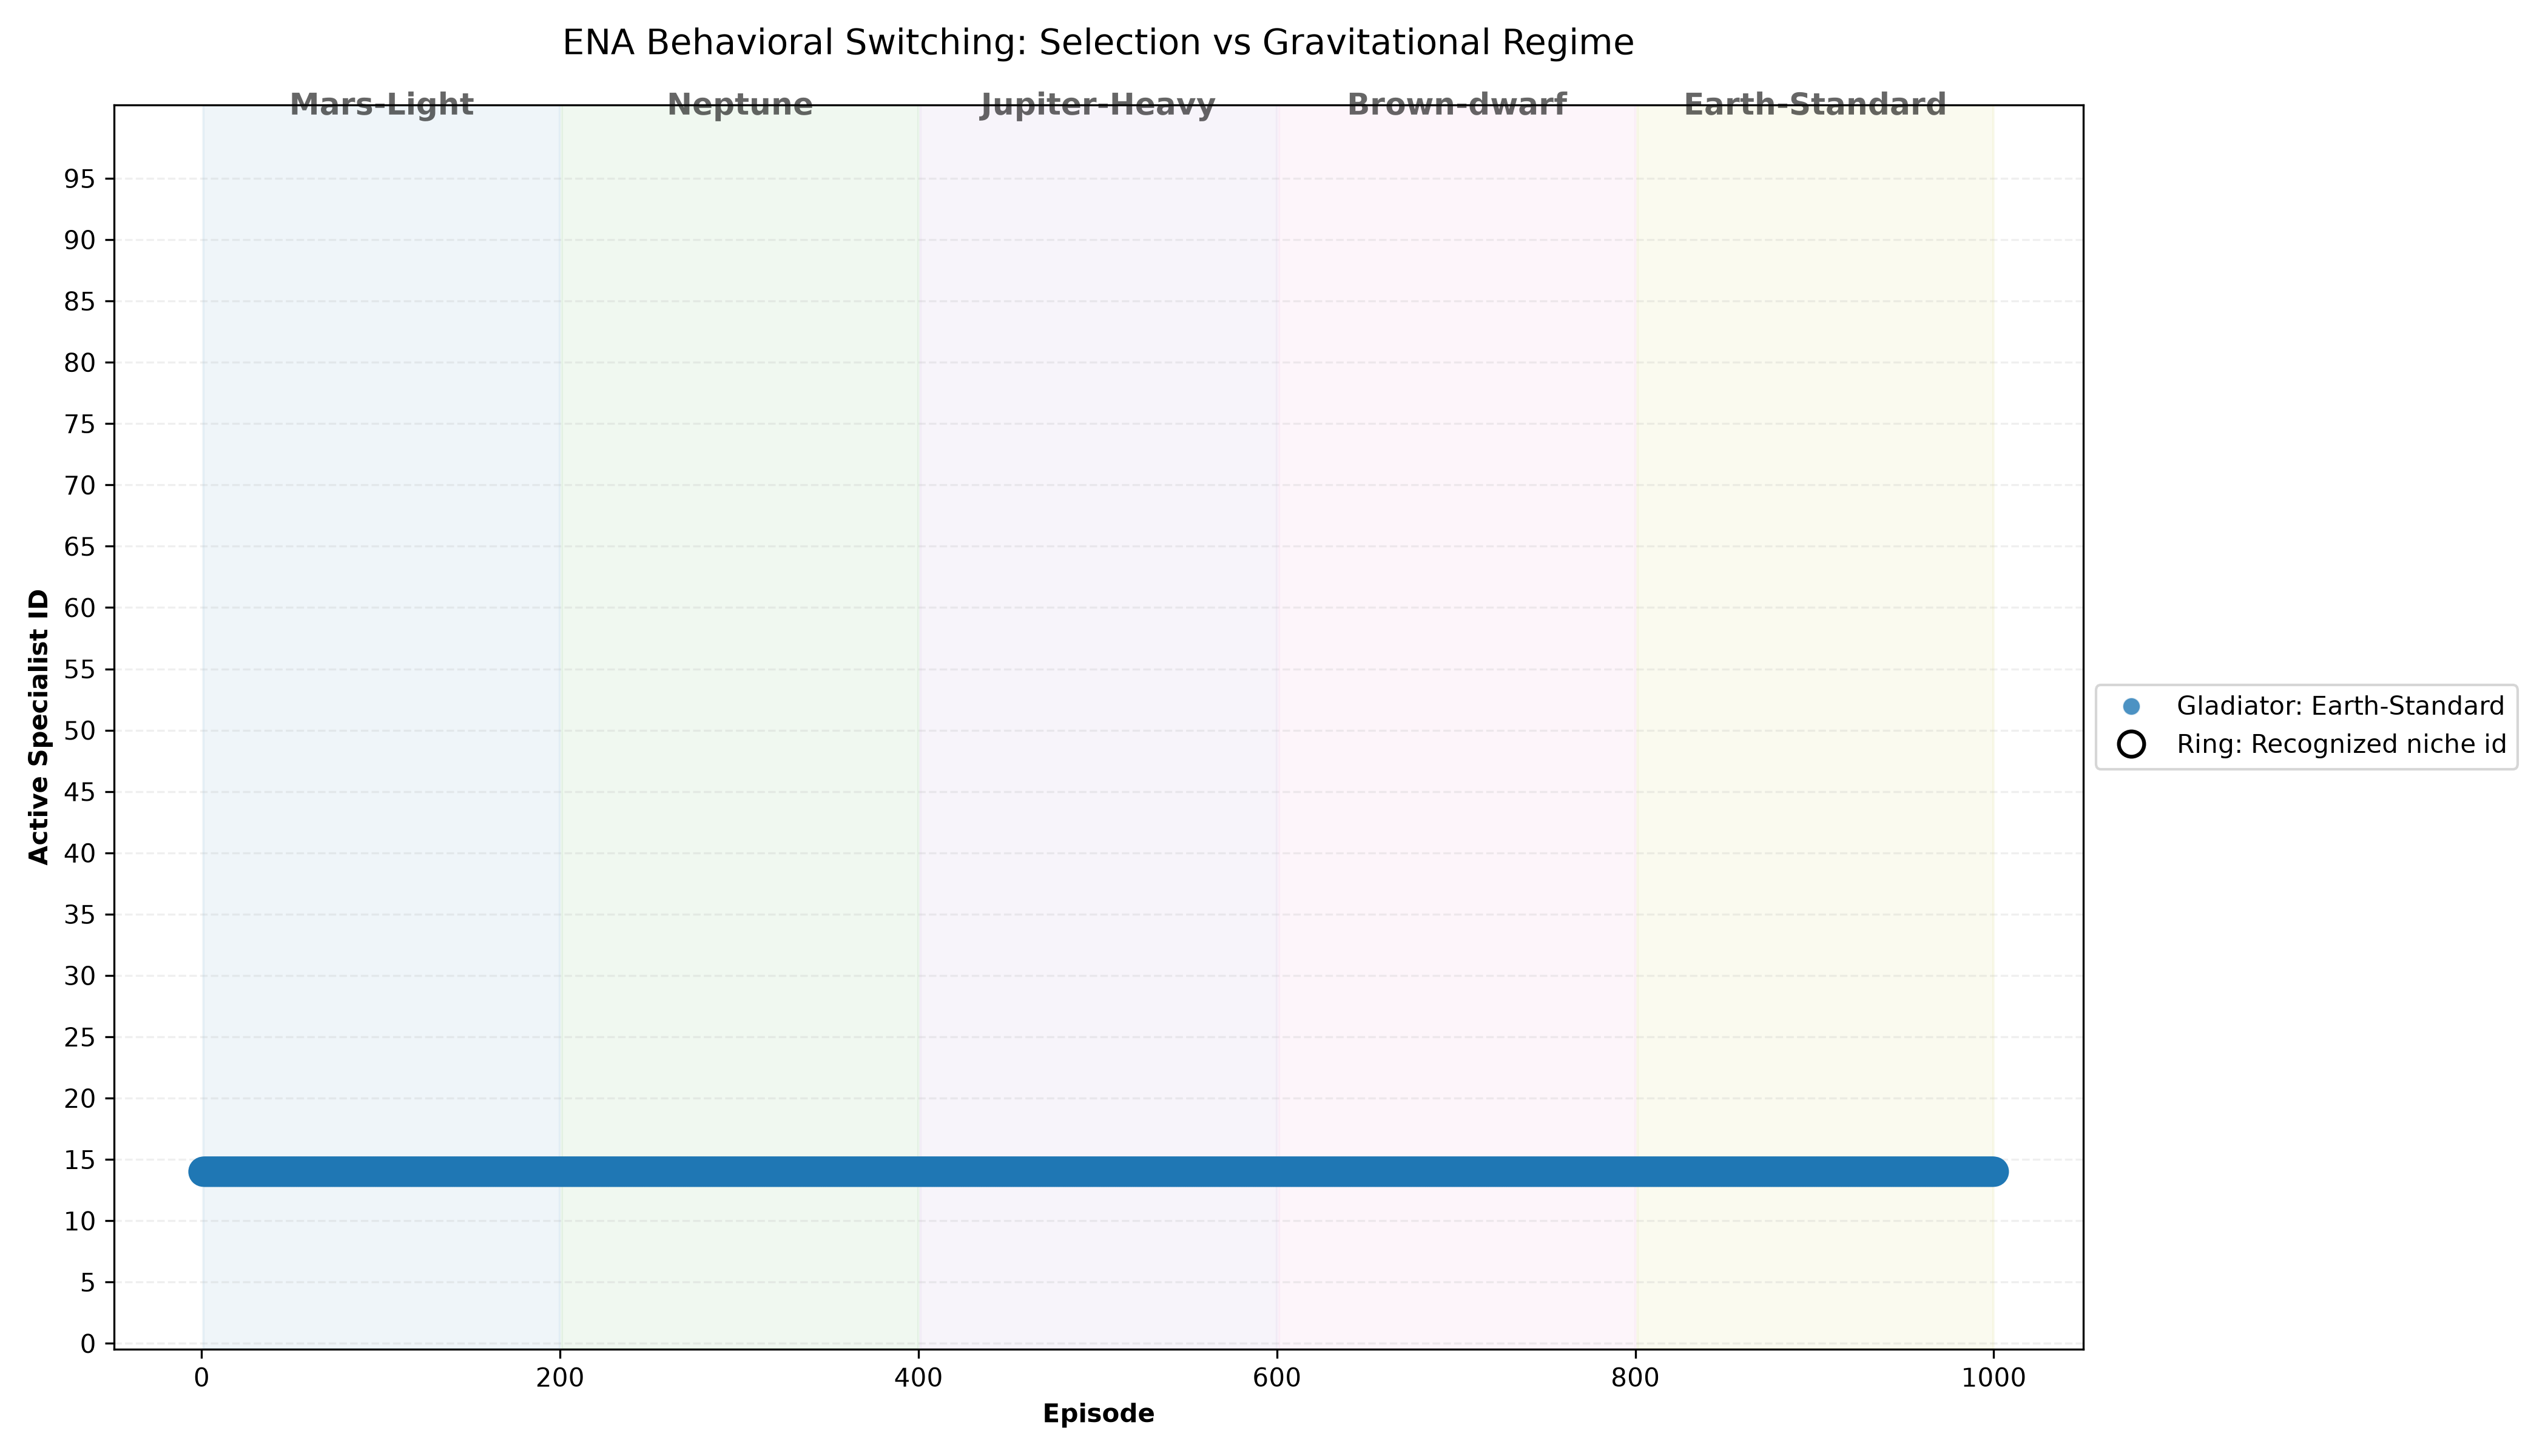 ENA Behavioral Switching: Selection vs Gravitational Regime
Mars-Light Neptune Jupiter-Heavy Brown-dwarf Earth-Standard
95
90
85
80
75
70
65
60
55
50
45
40
35
30
25
20
15
10
5
0
Active Specialist ID
0 200 400 600 800 1000
Episode
Gladiator: Earth-Standard
Ring: Recognized niche id